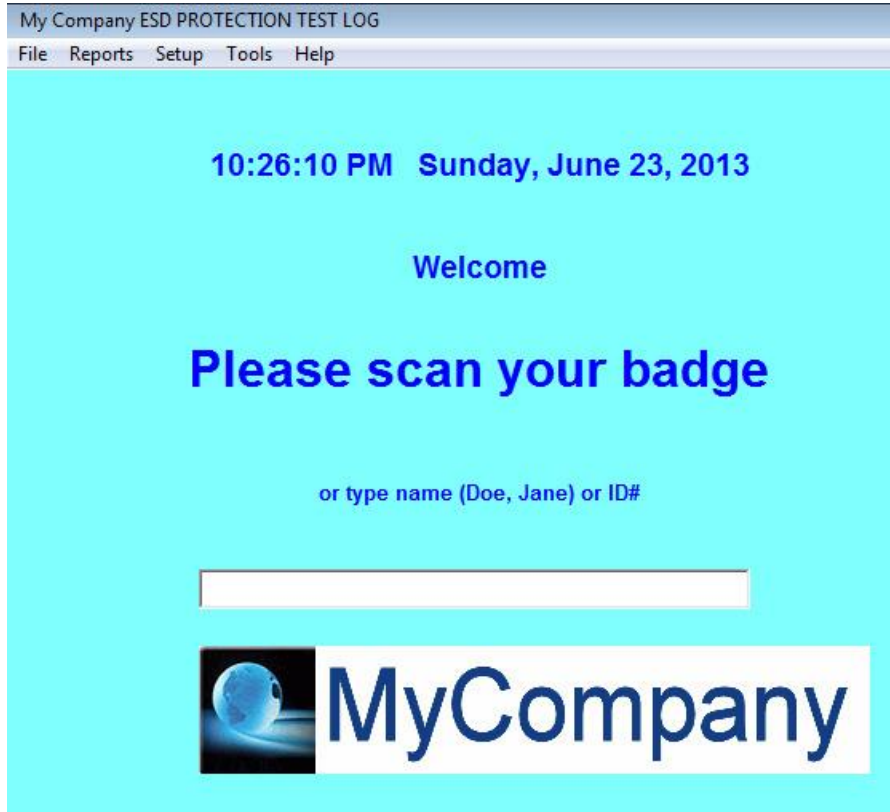 My Company ESD PROTECTION TEST LOG
File Reports Setup Tools Help
10:26:10 PM Sunday, June 23, 2013
Welcome
Please scan your badge
or type name (Doe, Jane) or ID#
MyCompany